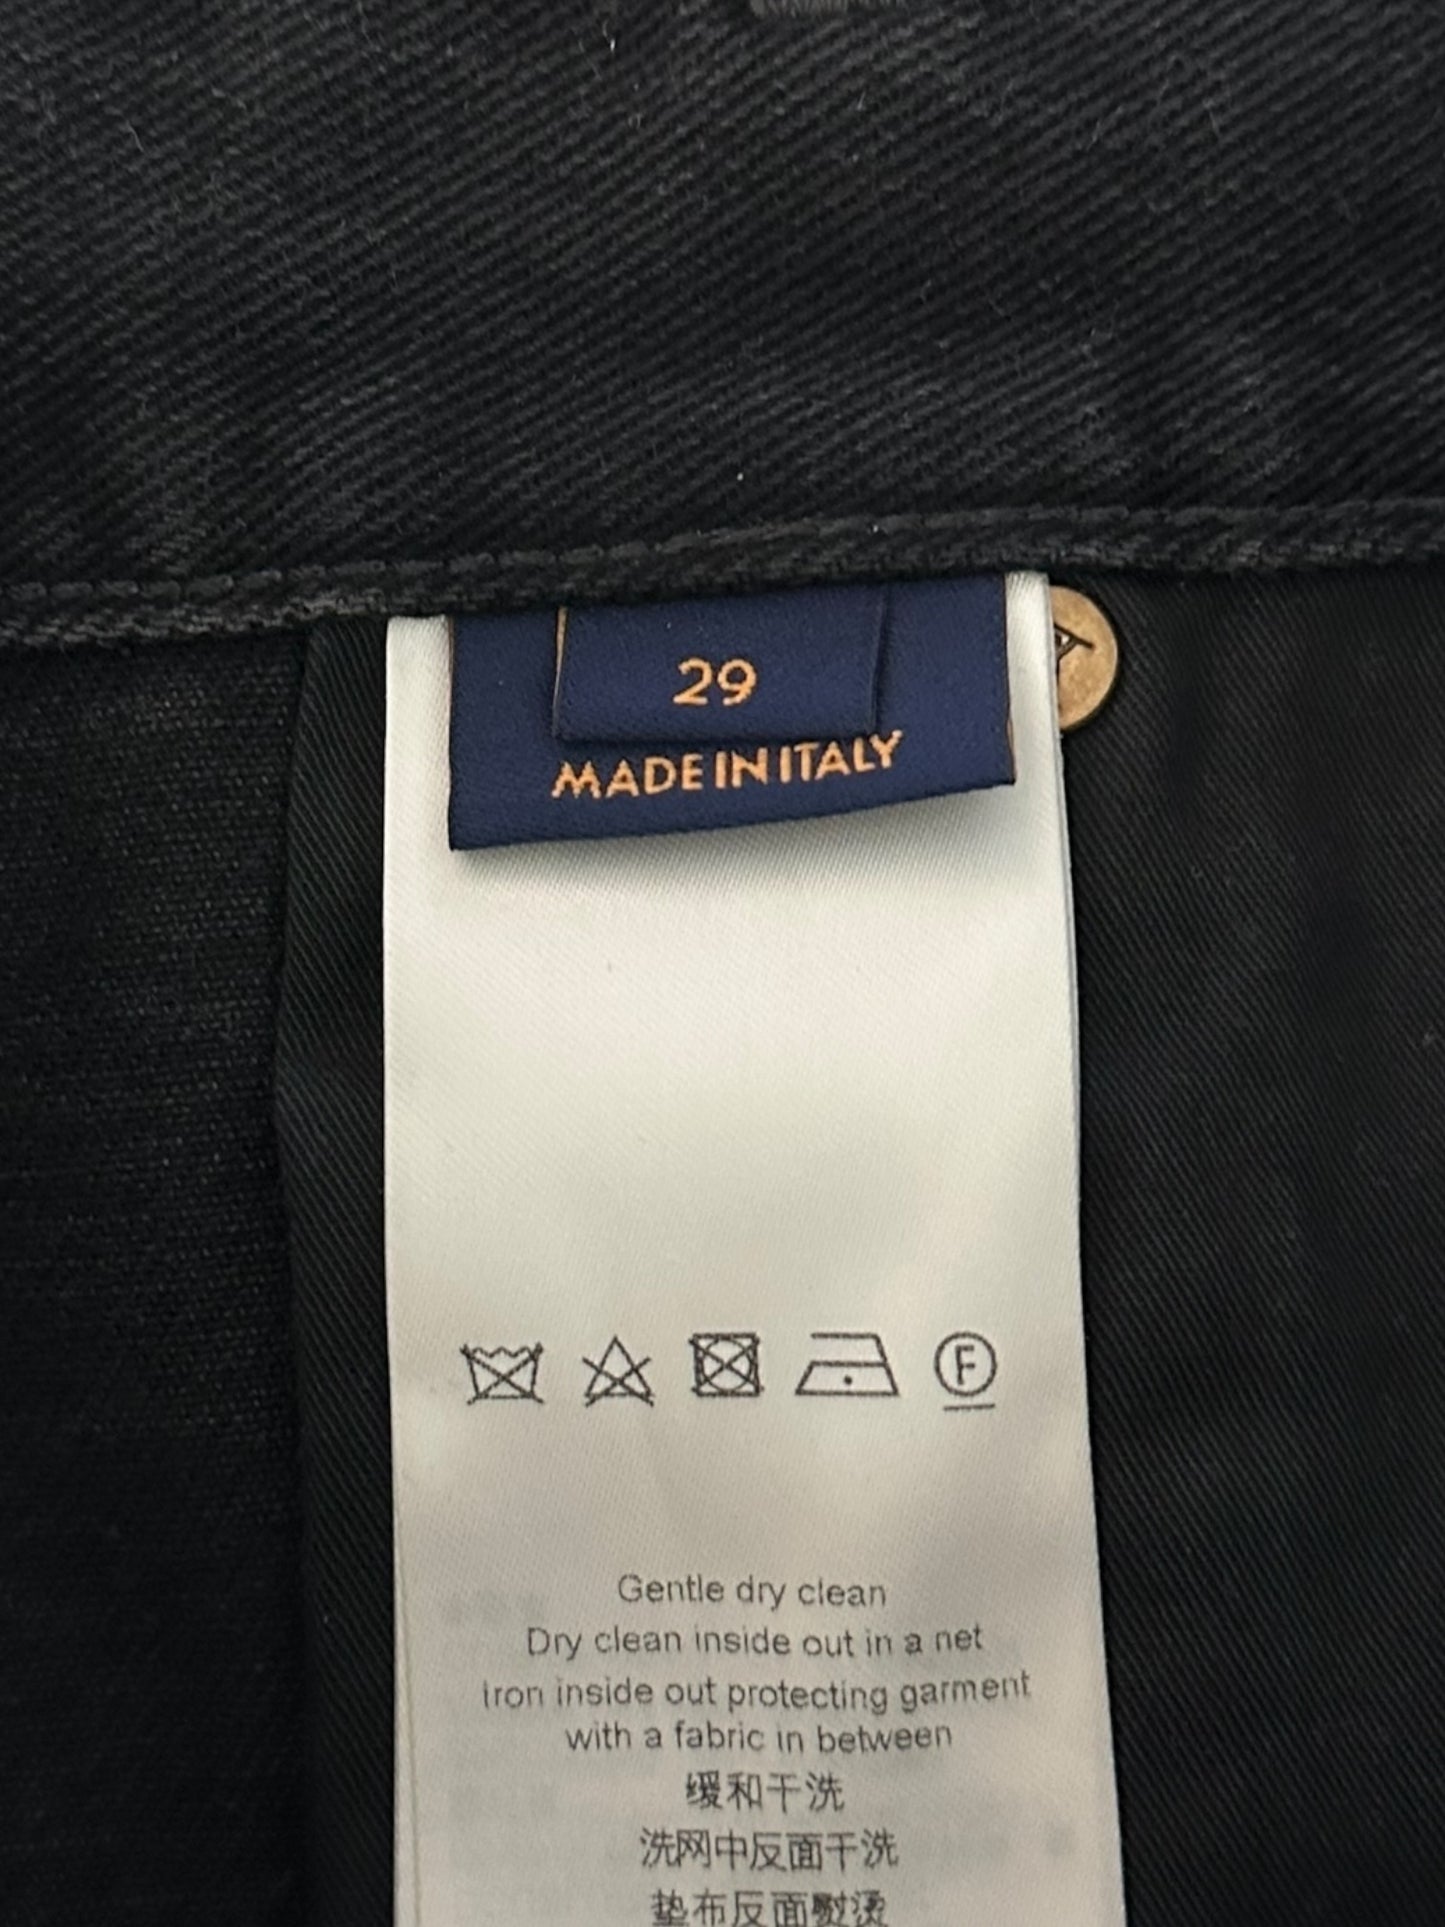 29
MADE IN ITALY
F
Gentle dry clean
Dry clean inside out in a net
Iron inside out protecting garment
with a fabric in between
缓和干洗
洗网中反面干洗
垫布反面熨烫